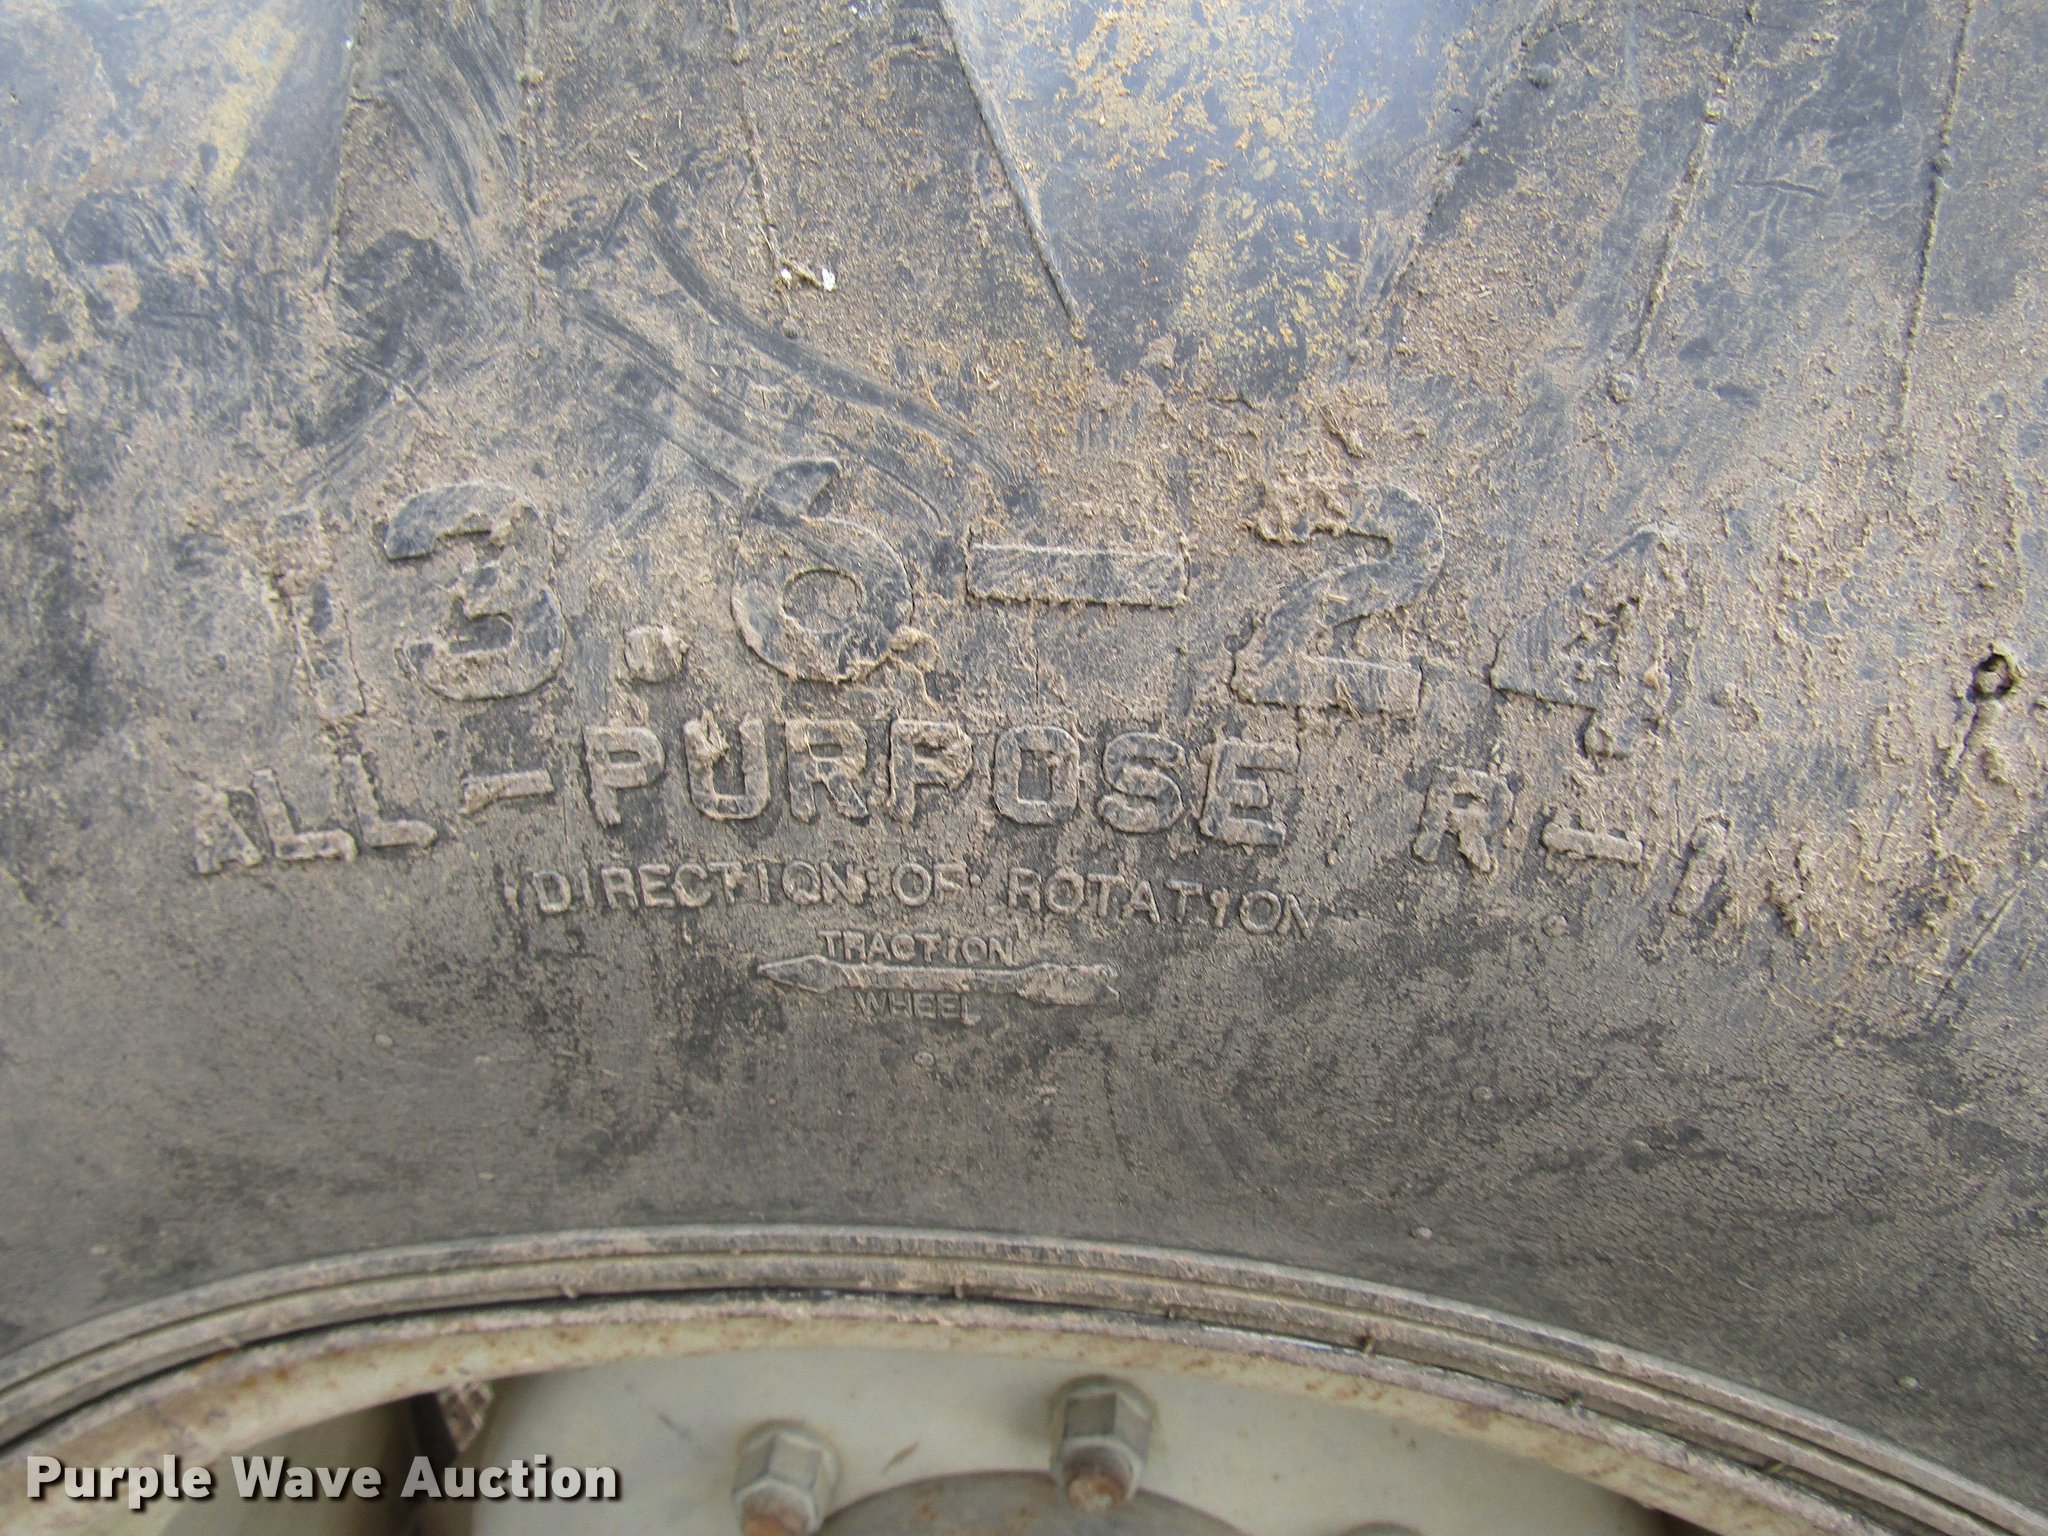 13.6-24
ALL-PURPOSE R-1
DIRECTION OF ROTATION
TRACTION
WHEEL
Purple Wave Auction